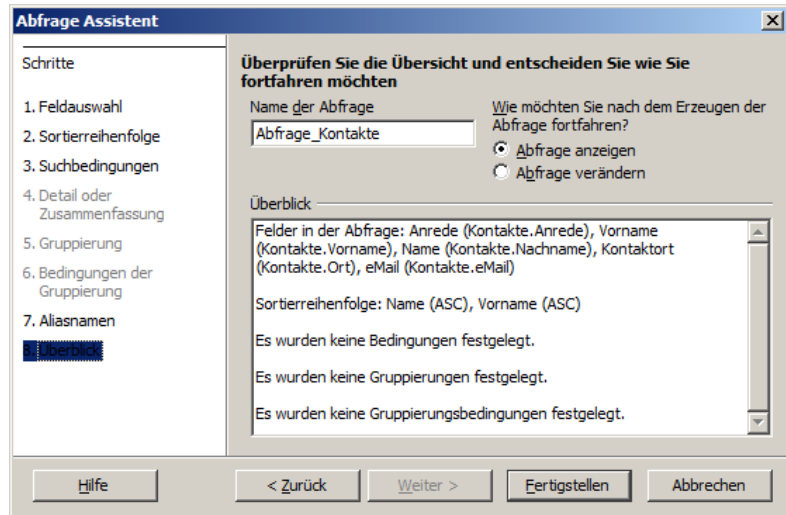 Abfrage Assistent
Schritte
1. Feldauswahl
2. Sortierreihenfolge
3. Suchbedingungen
4. Detail oder
Zusammenfassung
5. Gruppierung
6. Bedingungen der
Gruppierung
7. Aliasnamen
8. Überblick
Überprüfen Sie die Übersicht und entscheiden Sie wie Sie
fortfahren möchten
Name der Abfrage
Abfrage_Kontakte
Wie möchten Sie nach dem Erzeugen der
Abfrage fortfahren?
Abfrage anzeigen
Abfrage verändern
Überblick
Felder in der Abfrage: Anrede (Kontakte.Anrede), Vorname
(Kontakte.Vorname), Name (Kontakte.Nachname), Kontaktort
(Kontakte.Ort), eMail (Kontakte.eMail)
Sortierreihenfolge: Name (ASC), Vorname (ASC)
Es wurden keine Bedingungen festgelegt.
Es wurden keine Gruppierungen festgelegt.
Es wurden keine Gruppierungsbedingungen festgelegt.
Hilfe
< Zurück
Weiter >
Fertigstellen
Abbrechen